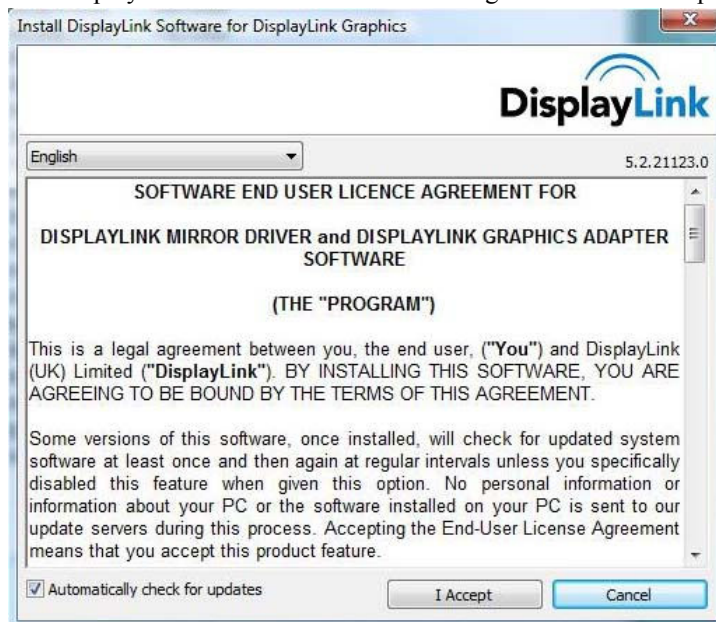 Install DisplayLink Software for DisplayLink Graphics
DisplayLink
English
5.2.21123.0
SOFTWARE END USER LICENCE AGREEMENT FOR
DISPLAYLINK MIRROR DRIVER and DISPLAYLINK GRAPHICS ADAPTER
SOFTWARE
(THE "PROGRAM")
This is a legal agreement between you, the end user, ("You") and DisplayLink
(UK) Limited ("DisplayLink"). BY INSTALLING THIS SOFTWARE, YOU ARE
AGREEING TO BE BOUND BY THE TERMS OF THIS AGREEMENT.
Some versions of this software, once installed, will check for updated system
software at least once and then again at regular intervals unless you specifically
disabled this feature when given this option. No personal information or
information about your PC or the software installed on your PC is sent to our
update servers during this process. Accepting the End-User License Agreement
means that you accept this product feature.
Automatically check for updates
I Accept
Cancel